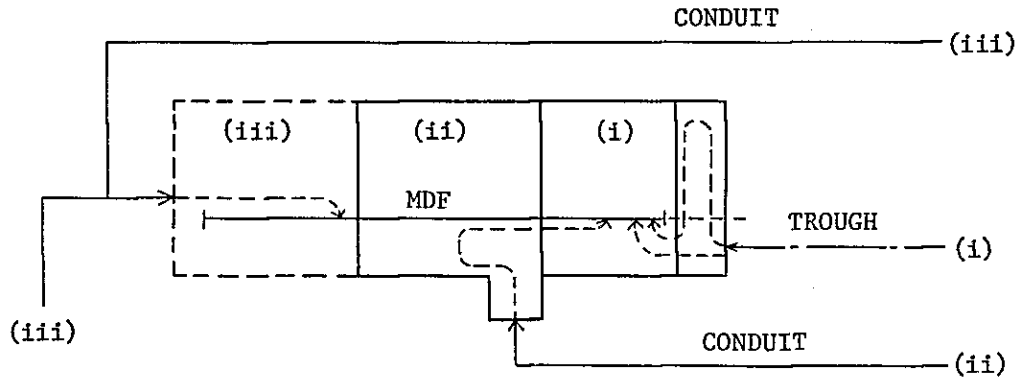 CONDUIT
(iii)
(iii) (ii) (i)
MDF
TROUGH
(i)
(iii)
CONDUIT
(ii)